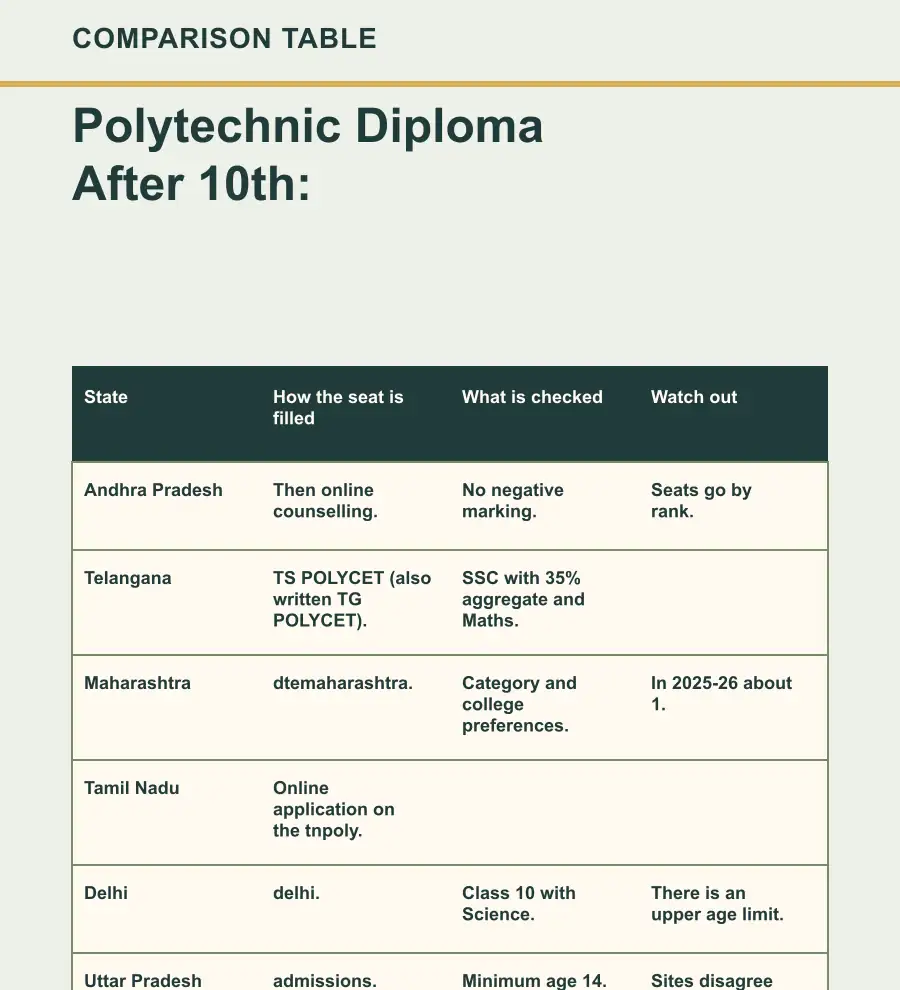 COMPARISON TABLE
Polytechnic Diploma
After 10th:
State
How the seat is
filled
What is checked
Watch out
Andhra Pradesh
Then online
counselling.
No negative
marking.
Seats go by
rank.
Telangana
TS POLYCET (also
written TG
POLYCET).
SSC with 35%
aggregate and
Maths.
Maharashtra
dtemaharashtra.
Category and
college
preferences.
In 2025-26 about
1.
Tamil Nadu
Online
application on
the tnpoly.
Delhi
delhi.
Class 10 with
Science.
There is an
upper age limit.
Uttar Pradesh
admissions.
Minimum age 14.
Sites disagree